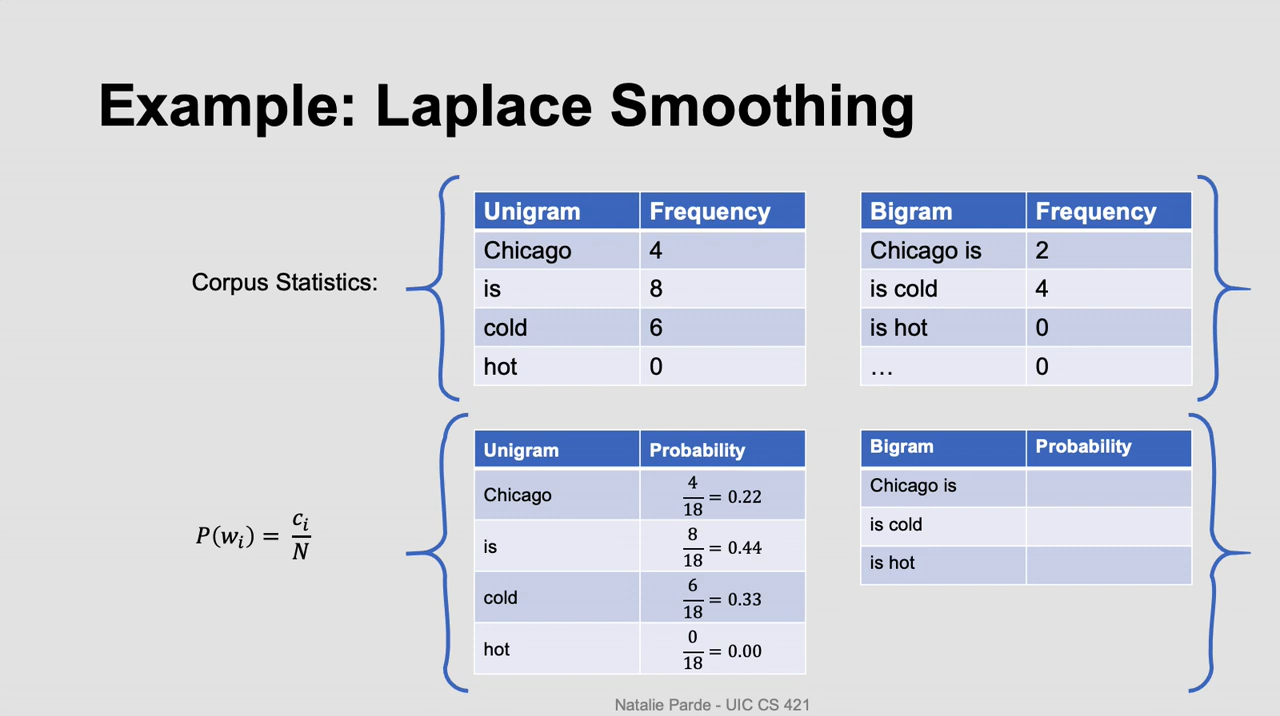 Example: Laplace Smoothing
Corpus Statistics:
Unigram Frequency
Chicago 4
is 8
cold 6
hot 0
Bigram Frequency
Chicago is 2
is cold 4
is hot 0
… 0
P(wᵢ) = cᵢ/N
Unigram Probability
Chicago 4/18 = 0.22
is 8/18 = 0.44
cold 6/18 = 0.33
hot 0/18 = 0.00
Bigram Probability
Chicago is
is cold
is hot
Natalie Parde - UIC CS 421